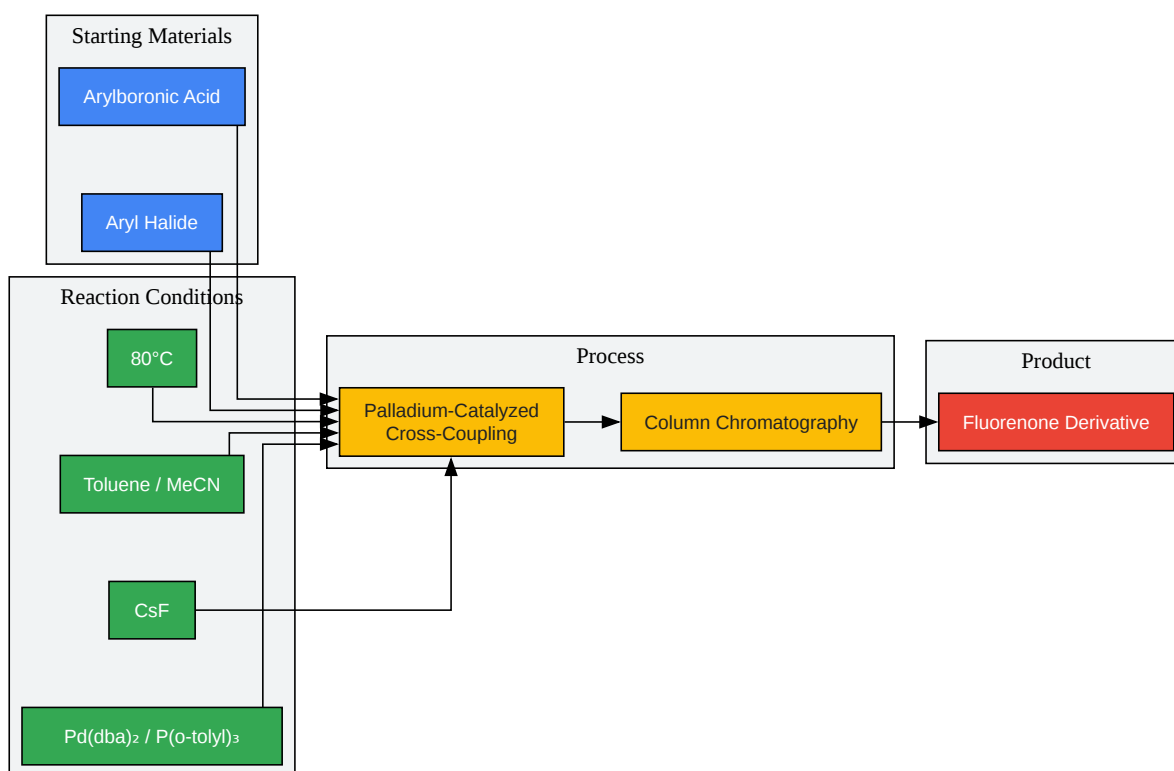 Starting Materials
Arylboronic Acid
Aryl Halide
Reaction Conditions
80°C
Toluene / MeCN
CsF
Pd(dba)₂ / P(o-tolyl)₃
Process
Palladium-Catalyzed
Cross-Coupling
Column Chromatography
Product
Fluorenone Derivative